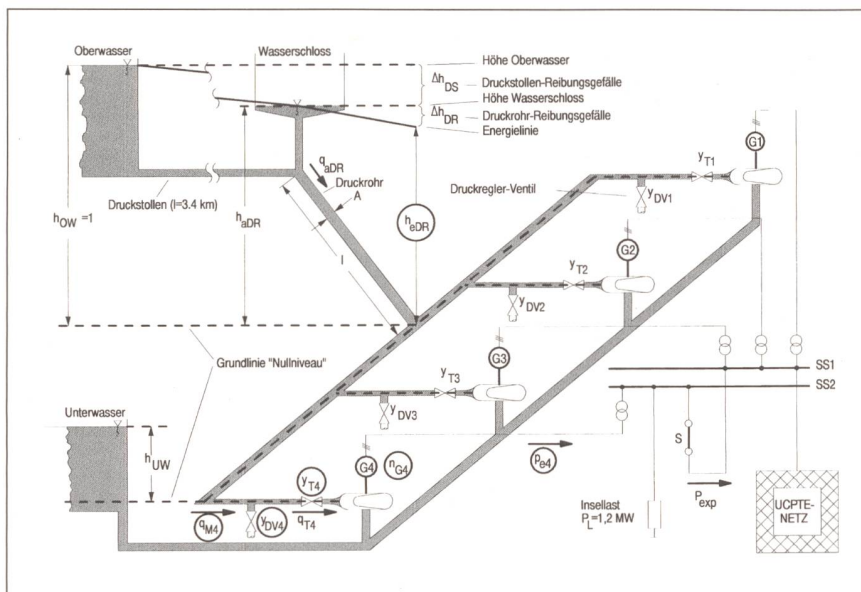 Oberwasser
Wasserschloss
Höhe Oberwasser
Δh_DS
Druckstollen-Reibungsgefälle
Höhe Wasserschloss
Δh_DR
Druckrohr-Reibungsgefälle
Energielinie
q_aDR
Druckrohr
A
Druckstollen (l=3.4 km)
h_OW =1
h_aDR
h_eDR
l
Druckregler-Ventil
y_T1
G1
y_DV1
y_T2
G2
y_DV2
y_T3
G3
y_DV3
Grundlinie "Nullniveau"
SS1
SS2
Unterwasser
h_UW
y_T4
G4
n_G4
p_e4
S
P_exp
q_M4
y_DV4
q_T4
Insellast
P_L=1,2 MW
UCPTE-
NETZ